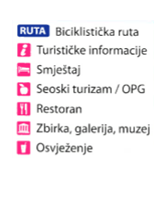 RUTA Biciklistička ruta
i Turističke informacije
Smještaj
Seoski turizam / OPG
Restoran
Zbirka, galerija, muzej
Osvježenje